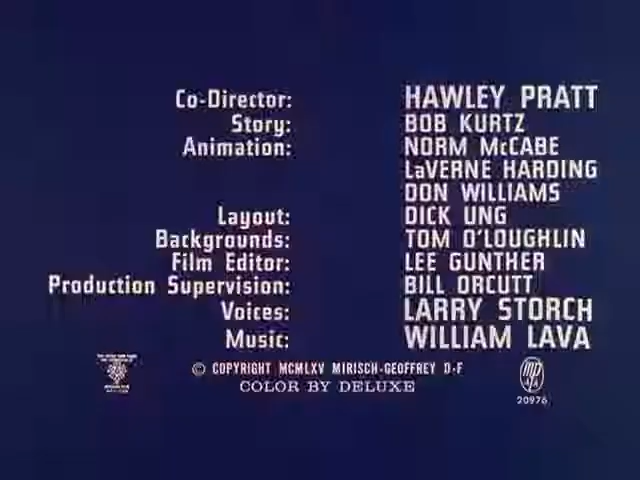 Co-Director: HAWLEY PRATT
Story: BOB KURTZ
Animation: NORM McCABE
LaVERNE HARDING
DON WILLIAMS
Layout: DICK UNG
Backgrounds: TOM O'LOUGHLIN
Film Editor: LEE GUNTHER
Production Supervision: BILL ORCUTT
Voices: LARRY STORCH
Music: WILLIAM LAVA
© COPYRIGHT MCMLXV MIRISCH-GEOFFREY D-F
COLOR BY DELUXE
20976